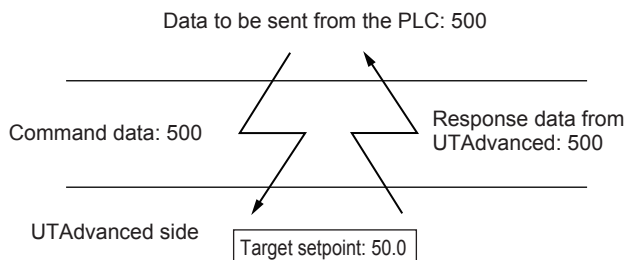 Data to be sent from the PLC: 500
Command data: 500
Response data from
UTAdvanced: 500
UTAdvanced side
Target setpoint: 50.0